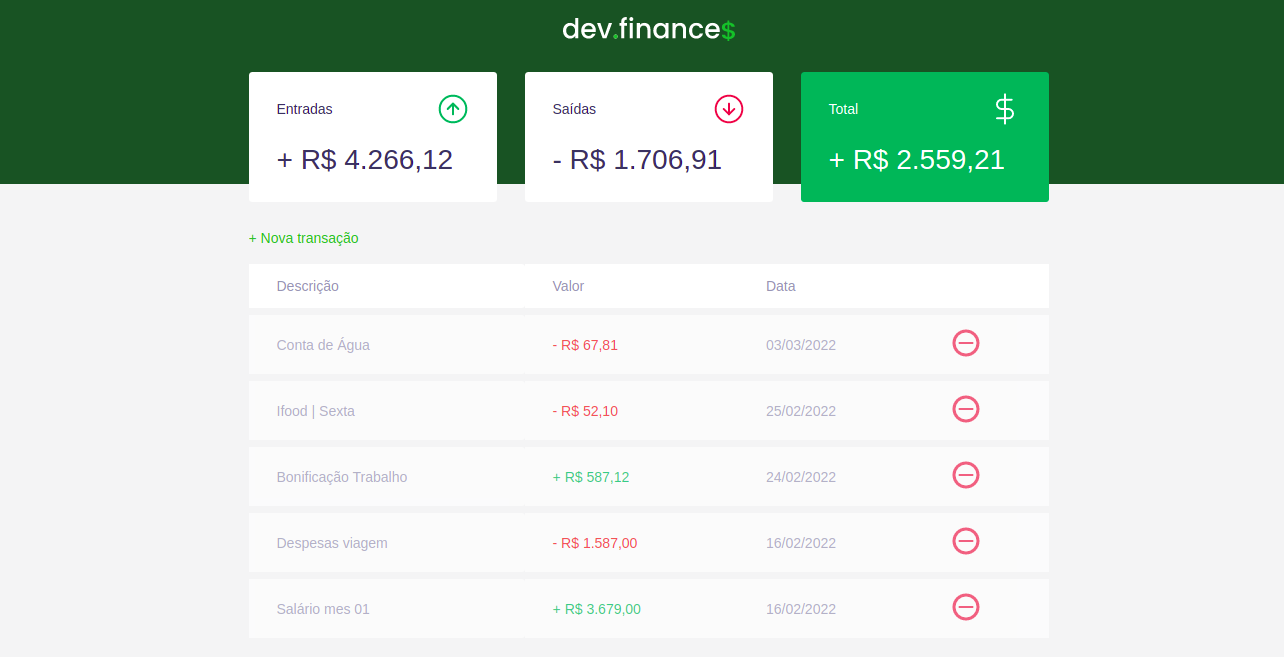 dev.finance$
Entradas
+ R$ 4.266,12
Saídas
- R$ 1.706,91
Total
$
+ R$ 2.559,21
+ Nova transação
Descrição Valor Data
Conta de Água - R$ 67,81 03/03/2022
Ifood | Sexta - R$ 52,10 25/02/2022
Bonificação Trabalho + R$ 587,12 24/02/2022
Despesas viagem - R$ 1.587,00 16/02/2022
Salário mes 01 + R$ 3.679,00 16/02/2022